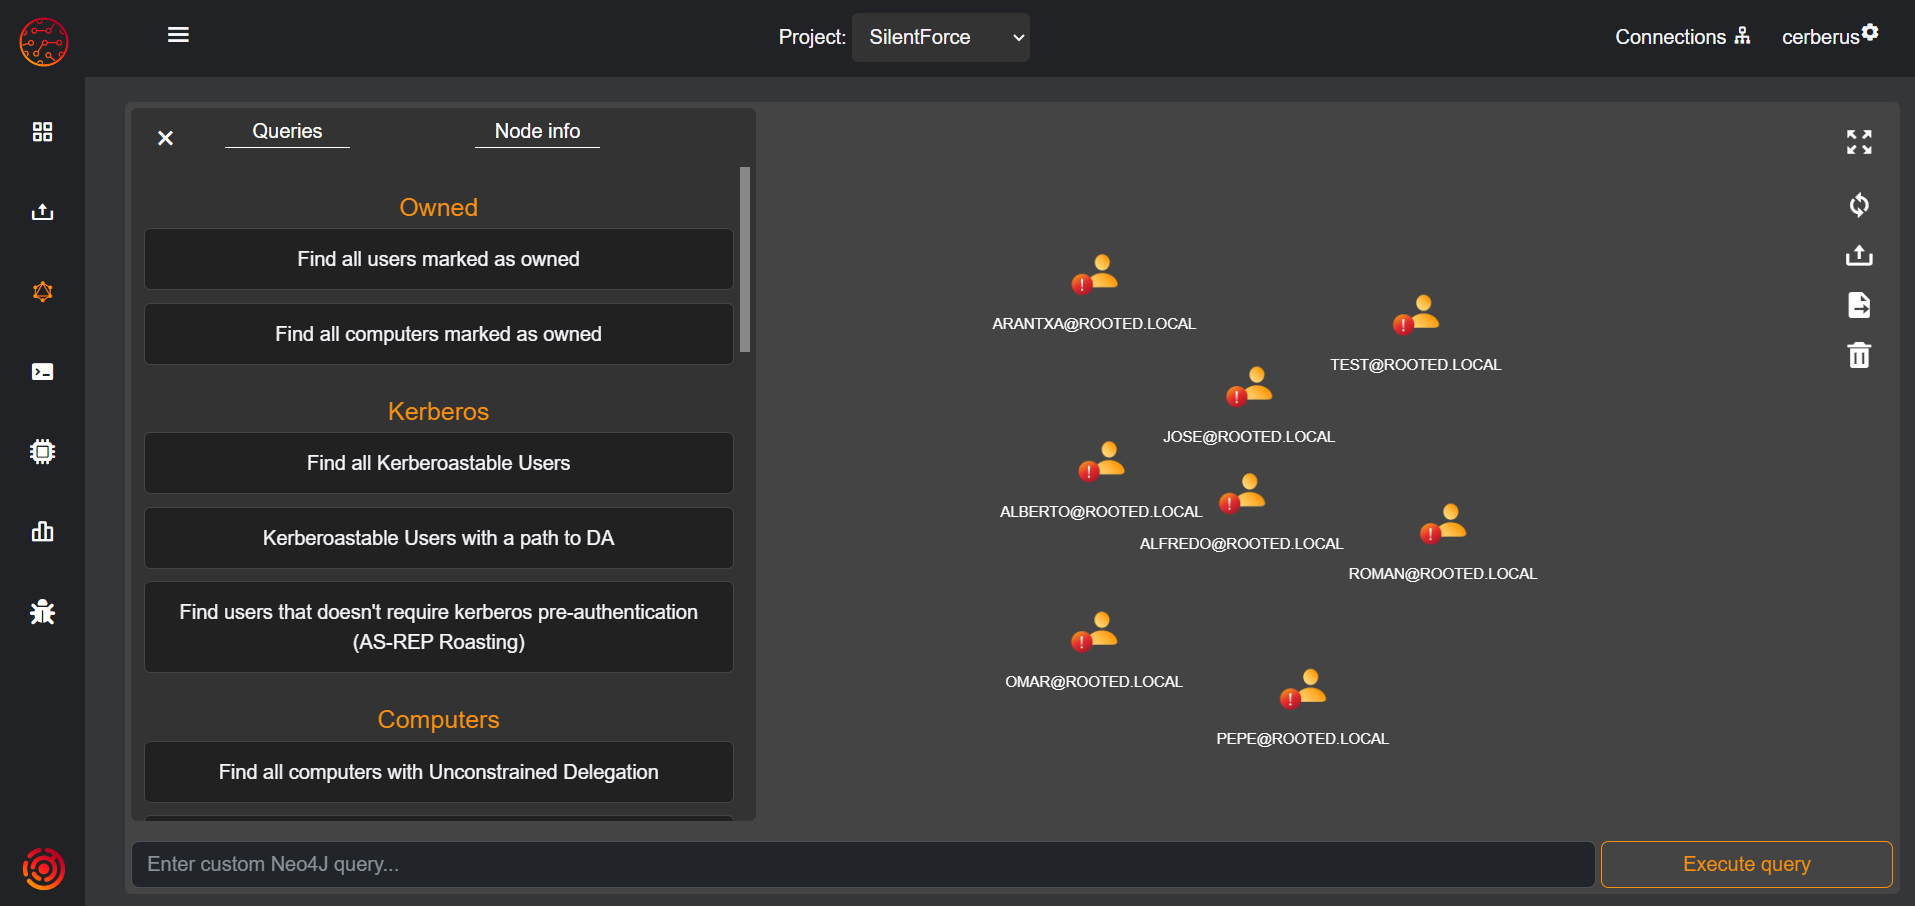 Project: SilentForce
Connections
cerberus
Queries
Node info
Owned
Find all users marked as owned
Find all computers marked as owned
Kerberos
Find all Kerberoastable Users
Kerberoastable Users with a path to DA
Find users that doesn't require kerberos pre-authentication
(AS-REP Roasting)
Computers
Find all computers with Unconstrained Delegation
ARANTXA@ROOTED.LOCAL
TEST@ROOTED.LOCAL
JOSE@ROOTED.LOCAL
ALBERTO@ROOTED.LOCAL
ALFREDO@ROOTED.LOCAL
ROMAN@ROOTED.LOCAL
OMAR@ROOTED.LOCAL
PEPE@ROOTED.LOCAL
Enter custom Neo4J query...
Execute query